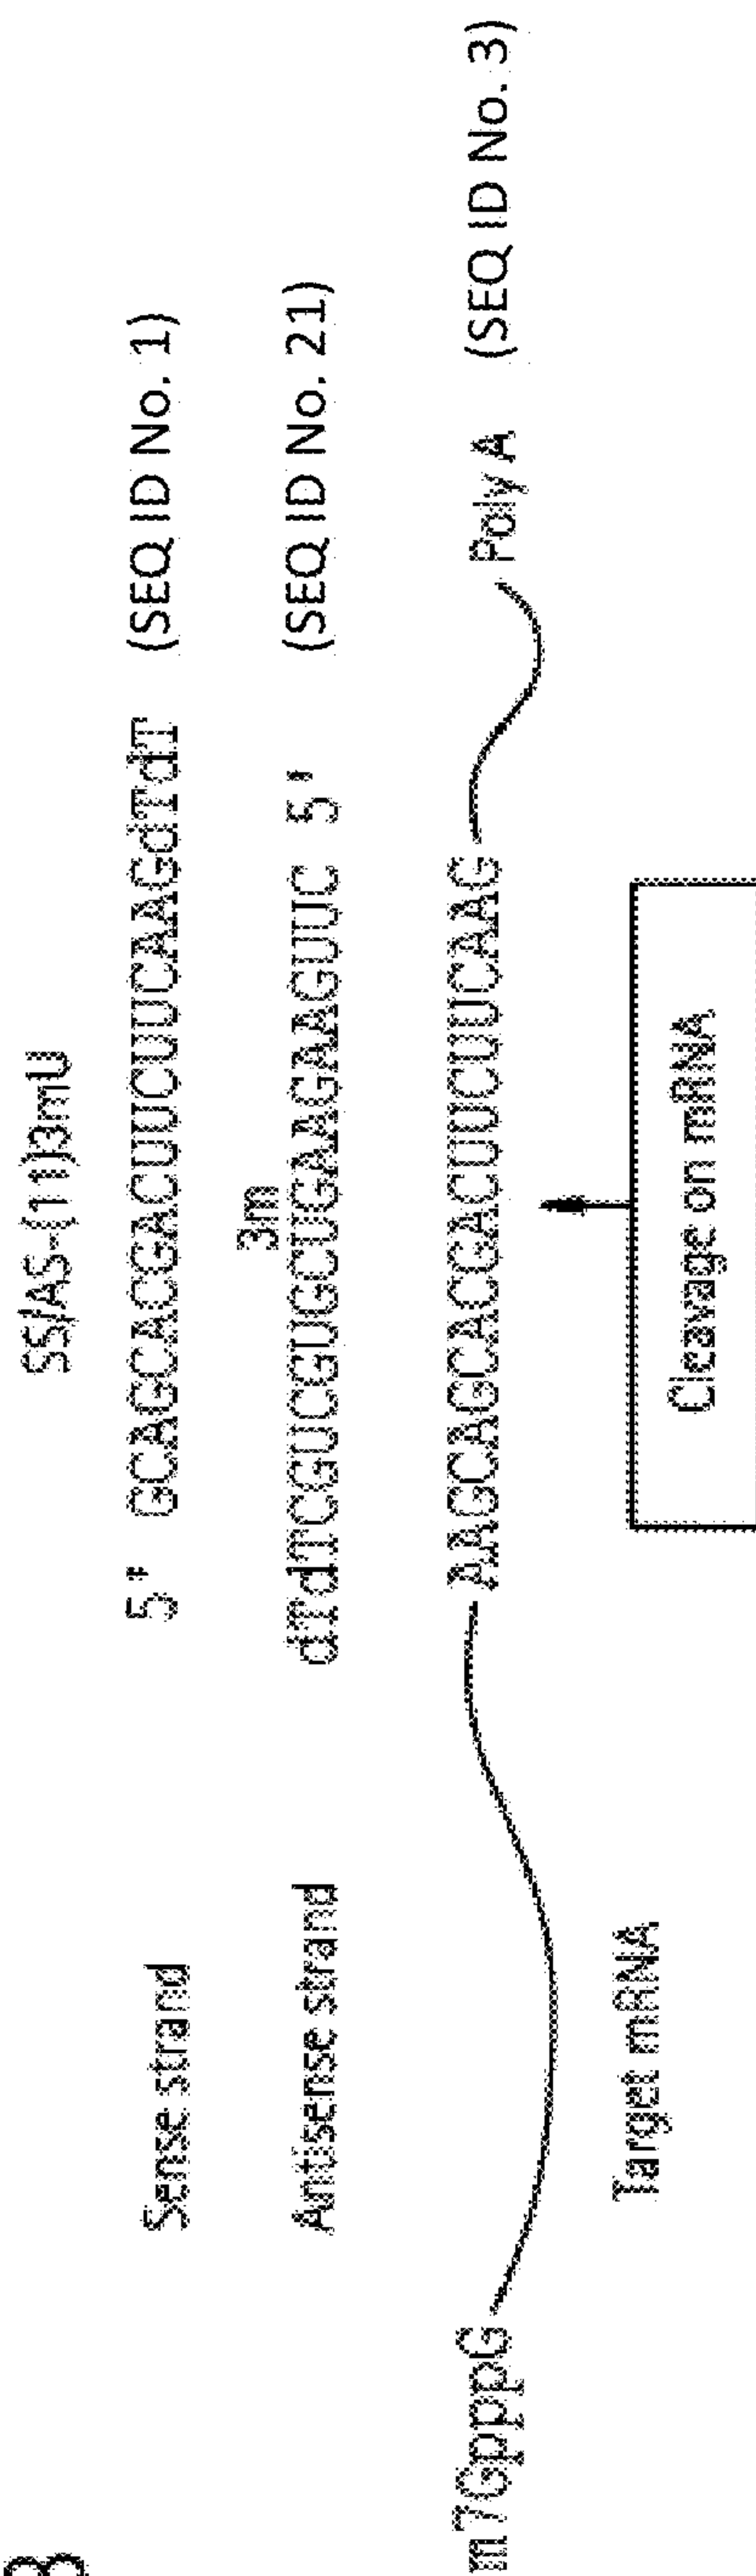 SS/AS-(11)3mU
Sense strand 5' GCAGCACGACUUCUUCAAGdTdT (SEQ ID No. 1)
3m
Antisense strand dTdTCGUCGUGCUGAAGAAGUUC 5' (SEQ ID No. 21)
m7GpppG AAGCAGCACGACUUCUUCAAG Poly A (SEQ ID No. 3)
Target mRNA
Cleavage on mRNA